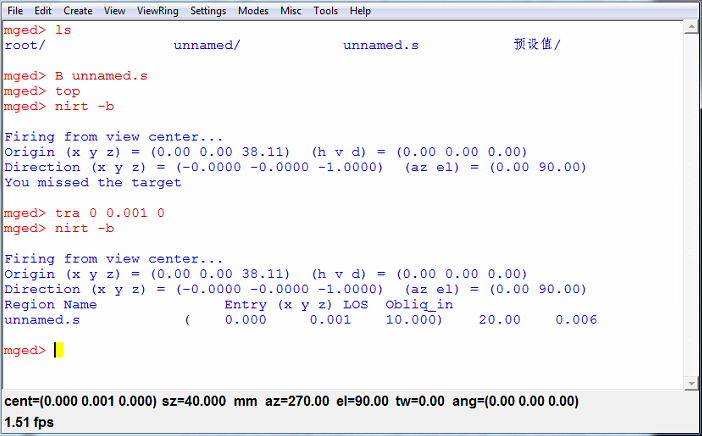 File Edit Create View ViewRing Settings Modes Misc Tools Help
mged> ls
root/ unnamed/ unnamed.s 预设值/
mged> B unnamed.s
mged> top
mged> nirt -b
Firing from view center...
Origin (x y z) = (0.00 0.00 38.11) (h v d) = (0.00 0.00 0.00)
Direction (x y z) = (-0.0000 -0.0000 -1.0000) (az el) = (0.00 90.00)
You missed the target
mged> tra 0 0.001 0
mged> nirt -b
Firing from view center...
Origin (x y z) = (0.00 0.00 38.11) (h v d) = (0.00 0.00 0.00)
Direction (x y z) = (-0.0000 -0.0000 -1.0000) (az el) = (0.00 90.00)
Region Name Entry (x y z) LOS Obliq_in
unnamed.s ( 0.000 0.001 10.000) 20.00 0.006
mged>
cent=(0.000 0.001 0.000) sz=40.000 mm az=270.00 el=90.00 tw=0.00 ang=(0.00 0.00 0.00)
1.51 fps